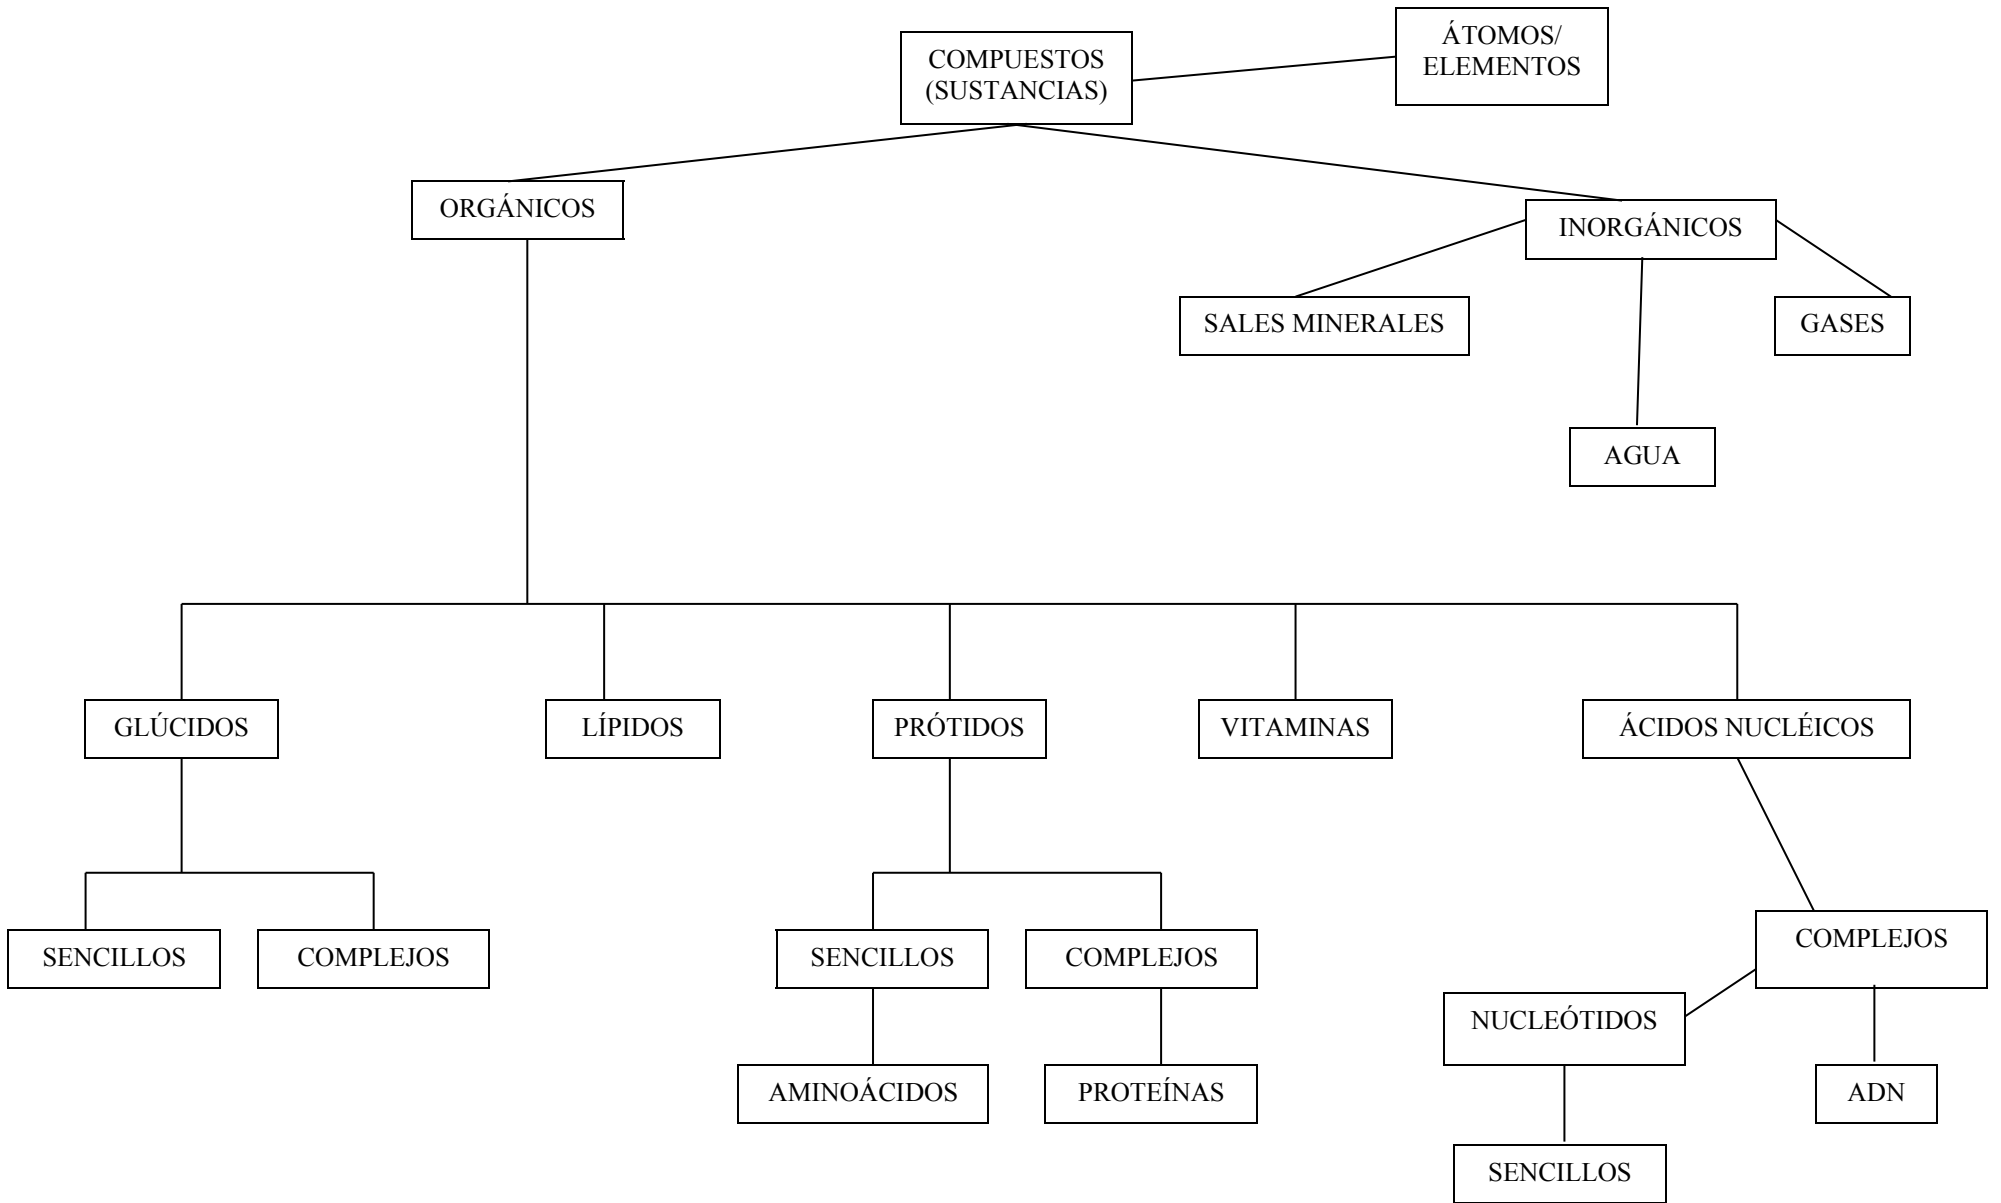 ÁTOMOS/
ELEMENTOS
COMPUESTOS
(SUSTANCIAS)
ORGÁNICOS
INORGÁNICOS
SALES MINERALES
GASES
AGUA
GLÚCIDOS
LÍPIDOS
PRÓTIDOS
VITAMINAS
ÁCIDOS NUCLÉICOS
SENCILLOS
COMPLEJOS
SENCILLOS
COMPLEJOS
COMPLEJOS
NUCLEÓTIDOS
AMINOÁCIDOS
PROTEÍNAS
ADN
SENCILLOS